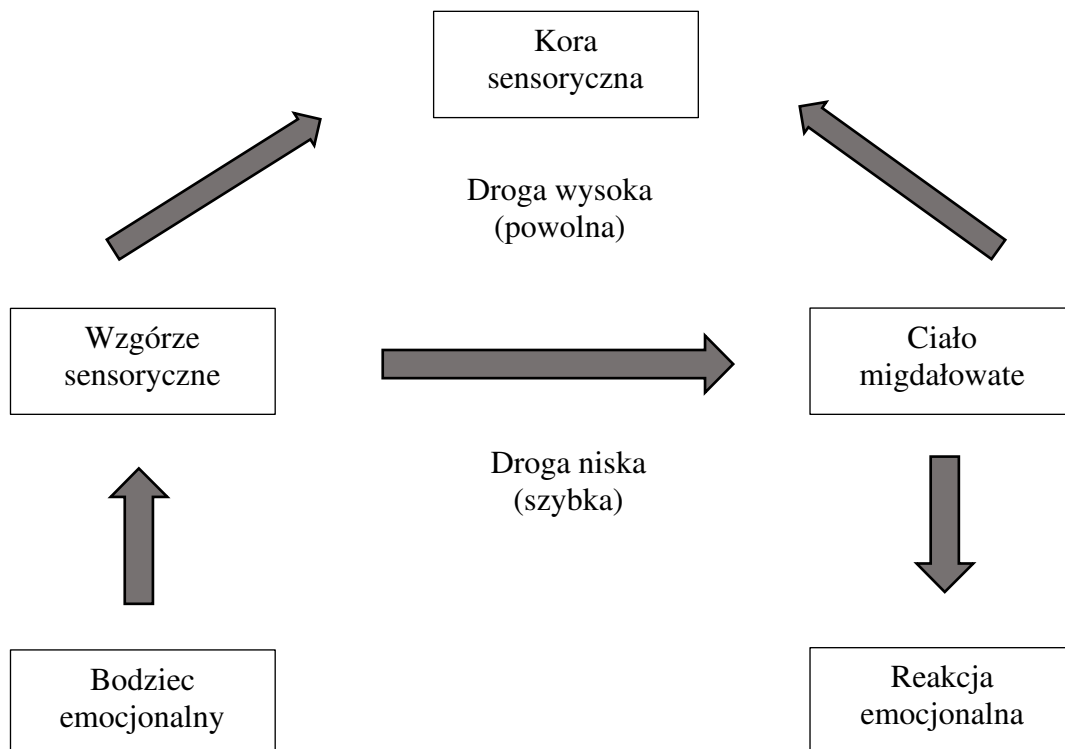 Kora
sensoryczna
Droga wysoka
(powolna)
Wzgórze
sensoryczne
Ciało
migdałowate
Droga niska
(szybka)
Bodziec
emocjonalny
Reakcja
emocjonalna